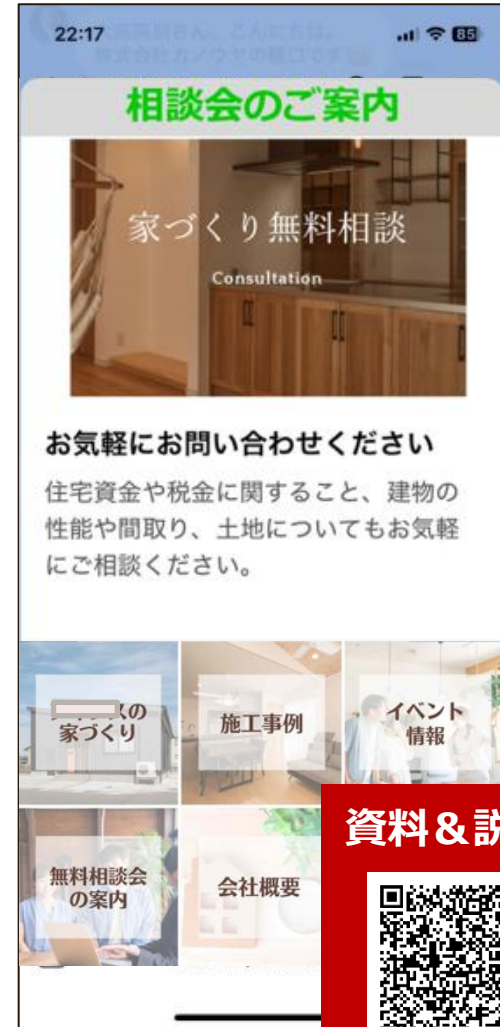 22:17
85
相談会のご案内
家づくり無料相談
Consultation
お気軽にお問い合わせください
住宅資金や税金に関すること、建物の
性能や間取り、土地についてもお気軽
にご相談ください。
スの
家づくり
施工事例
イベント
情報
無料相談会
の案内
会社概要
資料&説